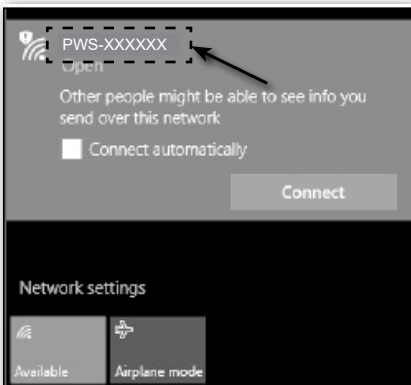 PWS-XXXXXX
Open
Other people might be able to see info you
send over this network
Connect automatically
Connect
Network settings
Available
Airplane mode